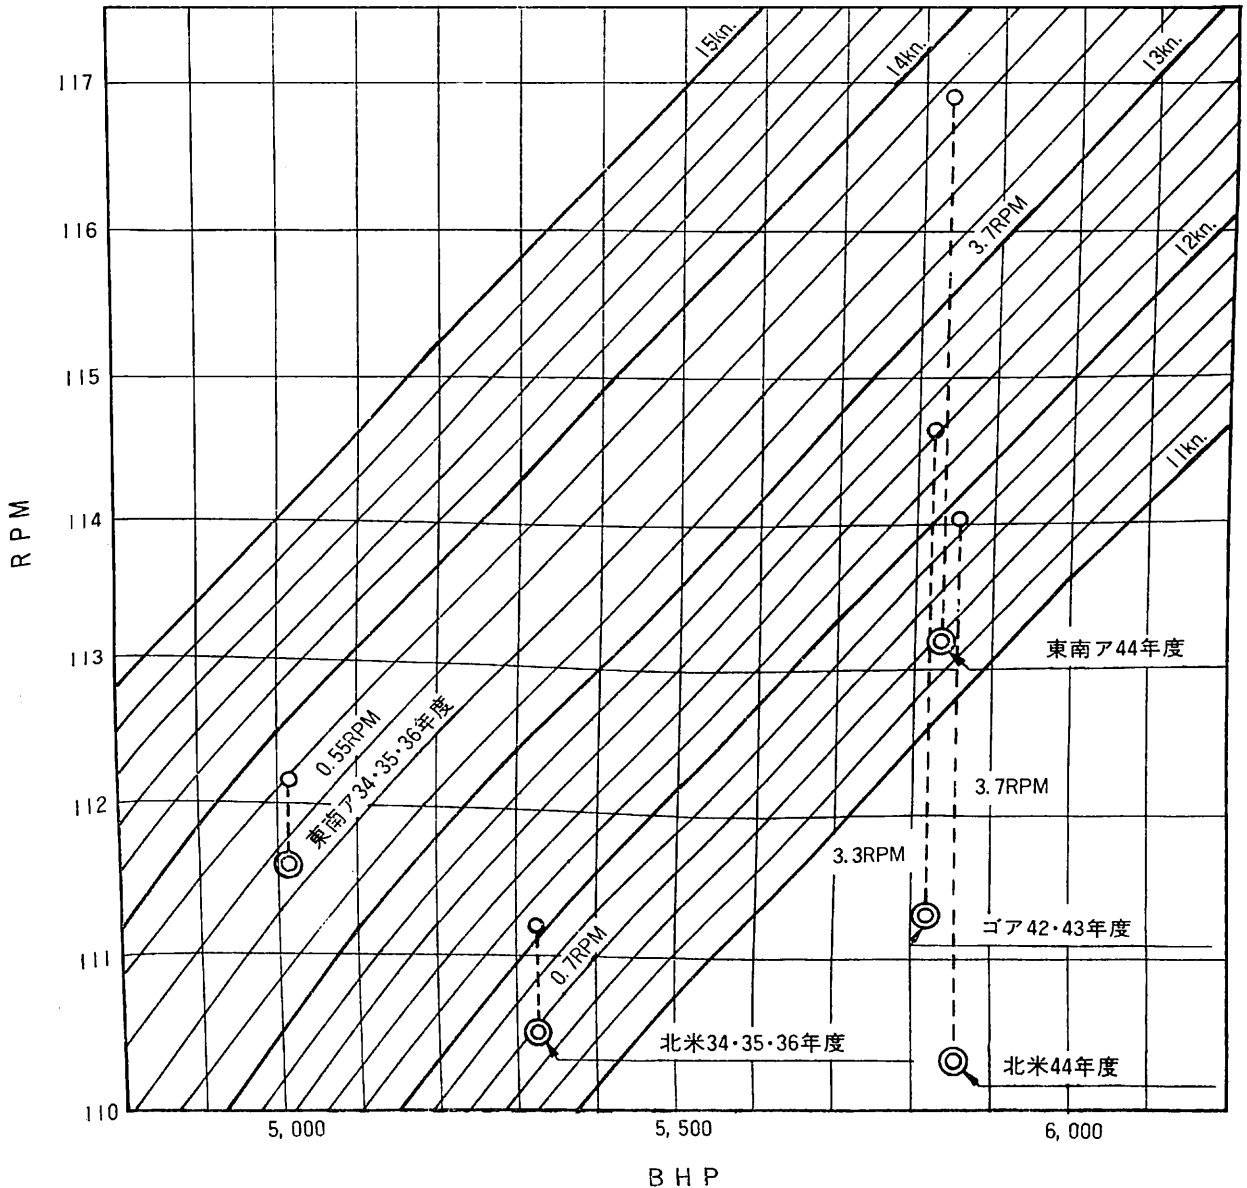 15kn.
14kn.
13kn.
117
3.7RPM
116
12kn.
115
11kn.
RPM
114
113
東南ア44年度
0.55RPM
東南ア34・35・36年度
112
3.7RPM
3.3RPM
ゴア42・43年度
111
0.7RPM
北米34・35・36年度
北米44年度
110
5,000
5,500
6,000
BHP